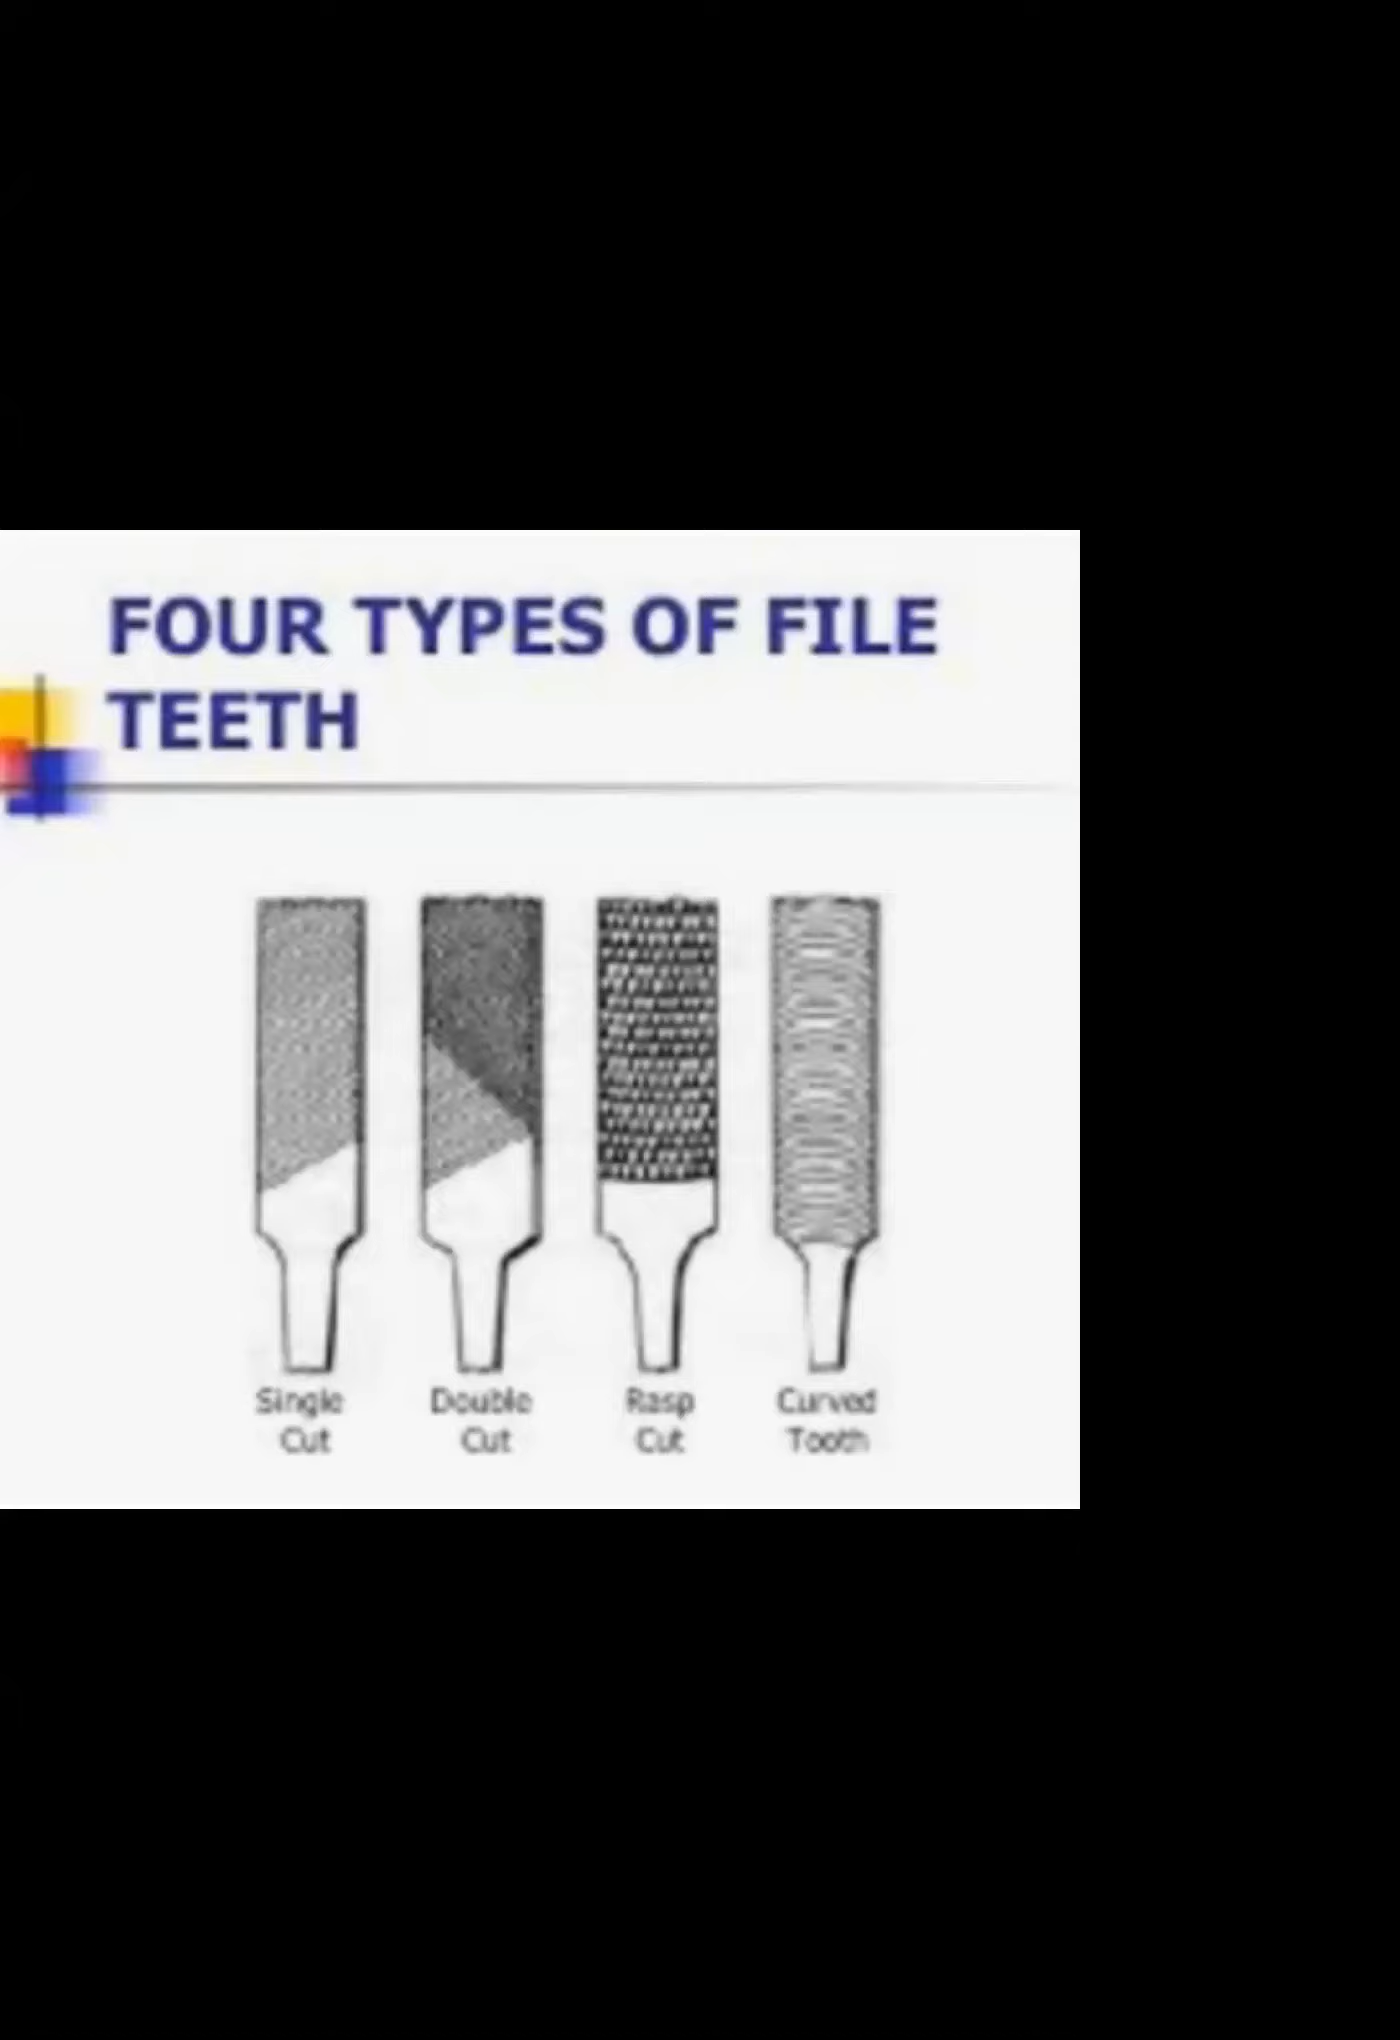 FOUR TYPES OF FILE
TEETH
Single
Cut
Double
Cut
Rasp
Cut
Curved
Tooth